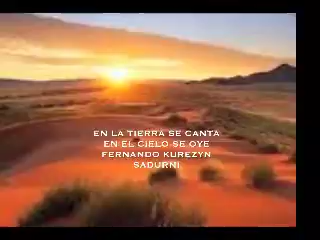 EN LA TIERRA SE CANTA
EN EL CIELO SE OYE
FERNANDO KUREZYN
SADURNI